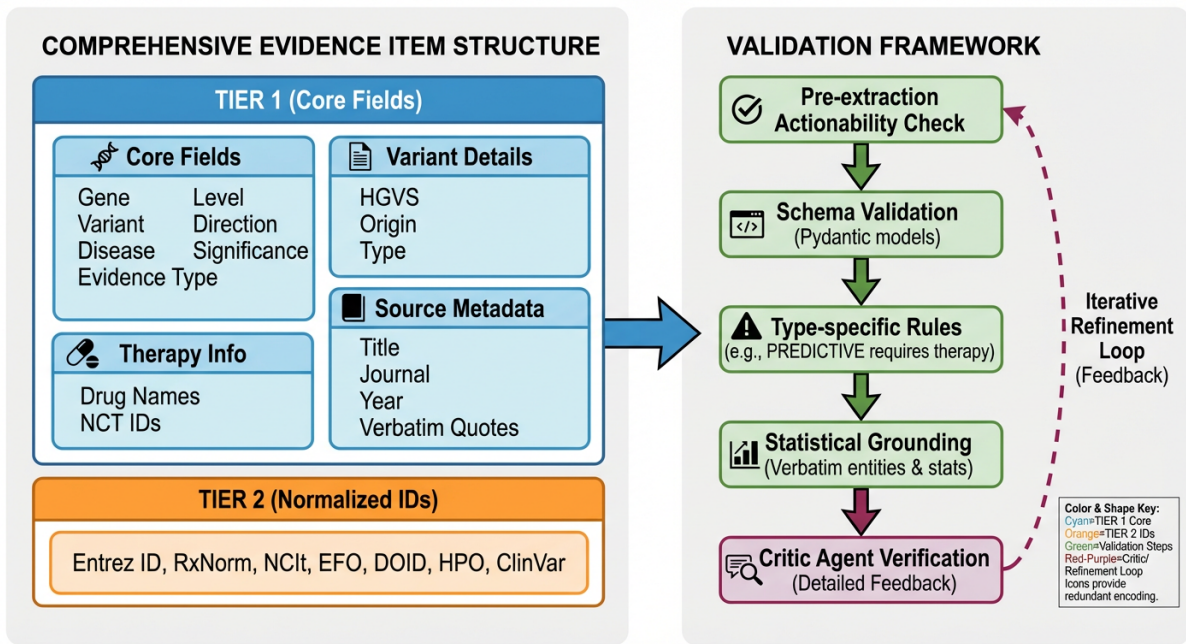 COMPREHENSIVE EVIDENCE ITEM STRUCTURE
TIER 1 (Core Fields)
Core Fields
Gene Level
Variant Direction
Disease Significance
Evidence Type
Variant Details
HGVS
Origin
Type
Therapy Info
Drug Names
NCT IDs
Source Metadata
Title
Journal
Year
Verbatim Quotes
TIER 2 (Normalized IDs)
Entrez ID, RxNorm, NCIt, EFO, DOID, HPO, ClinVar
VALIDATION FRAMEWORK
Pre-extraction
Actionability Check
</>
Schema Validation
(Pydantic models)
Type-specific Rules
(e.g., PREDICTIVE requires therapy)
Statistical Grounding
(Verbatim entities & stats)
Critic Agent Verification
(Detailed Feedback)
Iterative
Refinement
Loop
(Feedback)
Color & Shape Key:
Cyan=TIER 1 Core
Orange=TIER 2 IDs
Green=Validation Steps
Red-Purple=Critic/
Refinement Loop
Icons provide
redundant encoding.